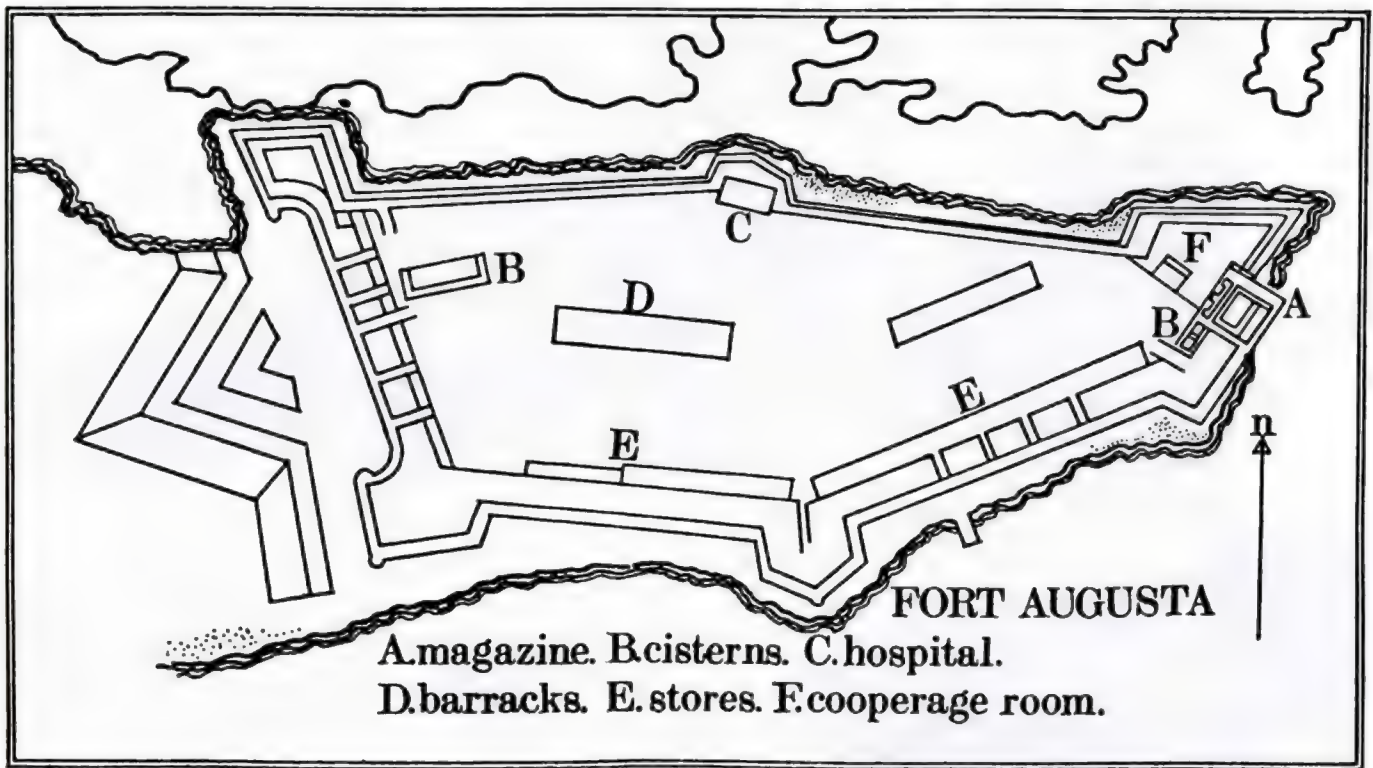 C
F
B
D
A
B
E
E
n
FORT AUGUSTA
A.magazine. B.cisterns. C.hospital.
D.barracks. E.stores. F.cooperage room.